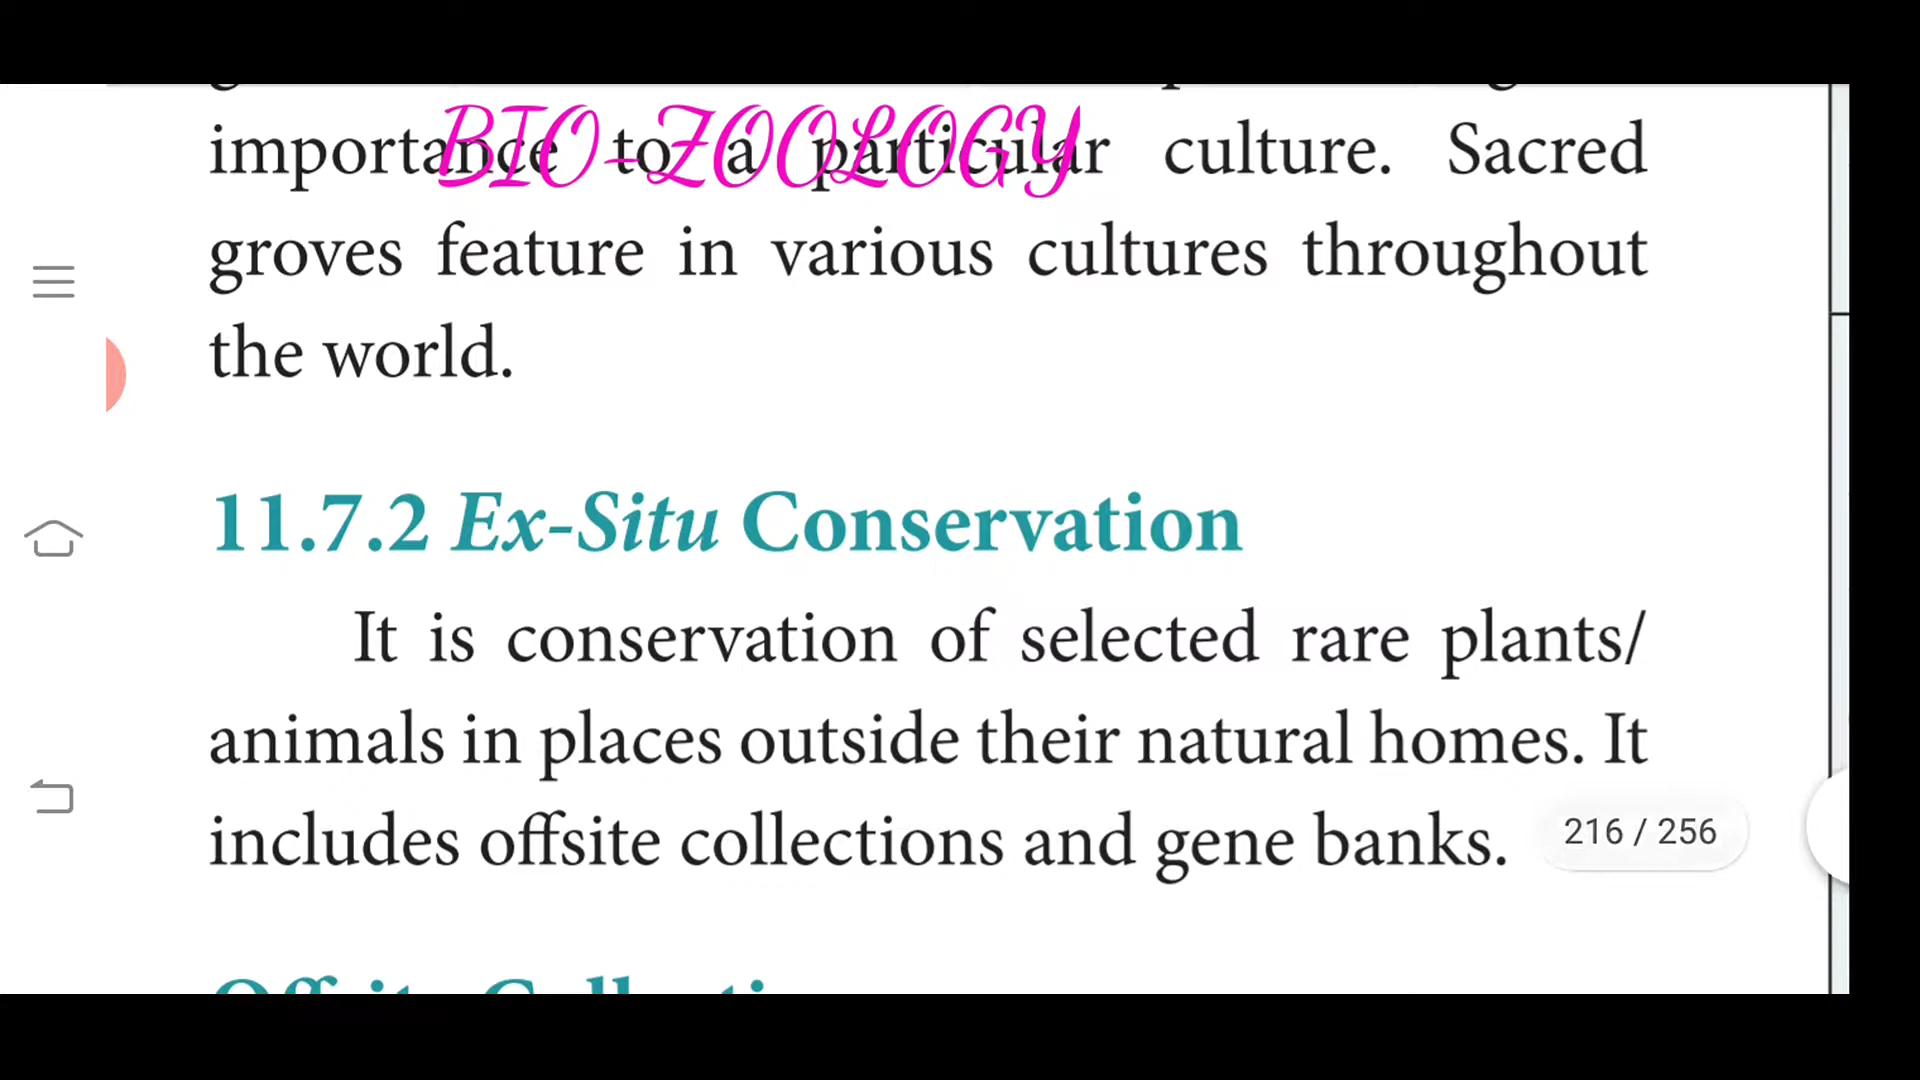 BIO-ZOOLOGY
importance to a particular culture. Sacred
groves feature in various cultures throughout
the world.
11.7.2 Ex-Situ Conservation
It is conservation of selected rare plants/
animals in places outside their natural homes. It
includes offsite collections and gene banks.
216 / 256